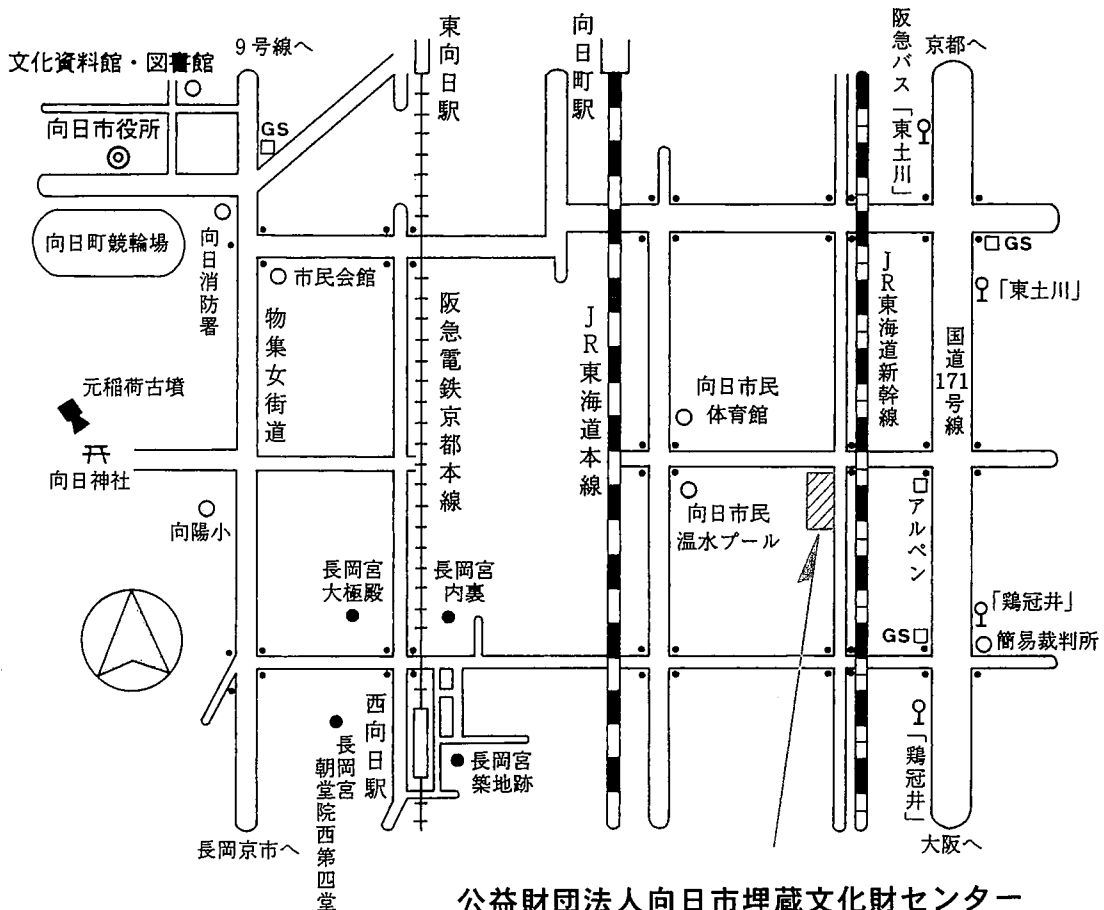 文化資料館・図書館
9号線へ
東向日駅
向日町駅
阪急バス「東土川」
京都へ
向日市役所
GS
向日町競輪場
向日消防署
市民会館
物集女街道
阪急電鉄京都本線
JR東海道本線
向日市民
体育館
JR東海道新幹線
国道171号線
GS
「東土川」
元稲荷古墳
向日神社
向陽小
向日市民
温水プール
アルペン
長岡宮
大極殿
長岡宮
内裏
「鶏冠井」
GS
簡易裁判所
西向日駅
長岡宮
朝堂院西第四堂
長岡宮
築地跡
「鶏冠井」
長岡京市へ
大阪へ
公益財団法人向日市埋蔵文化財センター